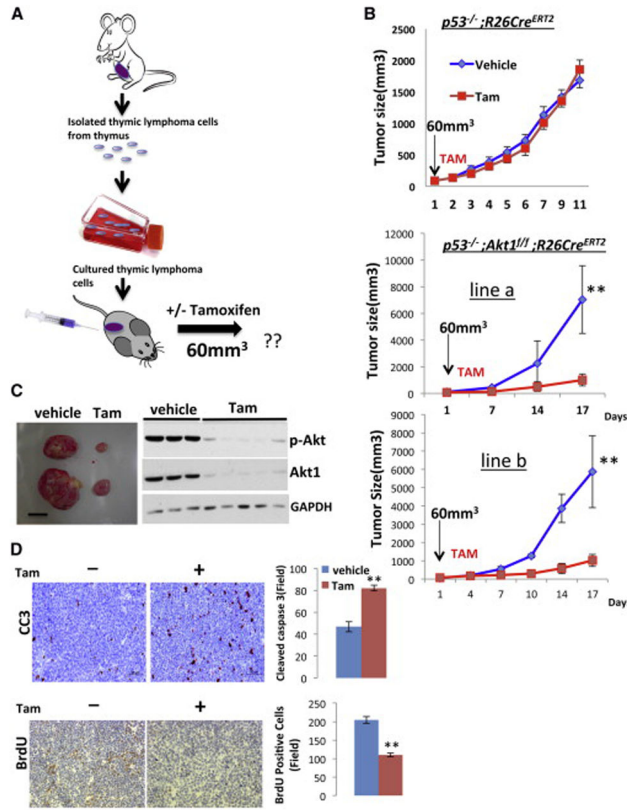 A
Isolated thymic lymphoma cells
from thymus
Cultured thymic lymphoma
cells
+/- Tamoxifen
60mm³
??
B
p53-/- ;R26CreERT2
Tumor size(mm3)
2500
2000
1500
1000
500
0
Vehicle
Tam
60mm³
TAM
1 2 3 4 5 6 7 9 11
p53-/-;Akt1f/f ;R26CreERT2
Tumor size(mm3)
12000
10000
8000
6000
4000
2000
0
line a
**
60mm³
TAM
1 7 14 17 Days
Tumor Size(mm3)
9000
8000
7000
6000
5000
4000
3000
2000
1000
0
line b
**
60mm³
TAM
1 4 7 10 14 17 Day
C
vehicle Tam
vehicle Tam
p-Akt
Akt1
GAPDH
D
Tam − +
CC3
Cleaved caspase 3(Field)
100
80
60
40
20
0
vehicle
Tam
**
Tam − +
BrdU
BrdU Positive Cells
(Field)
250
200
150
100
50
0
**